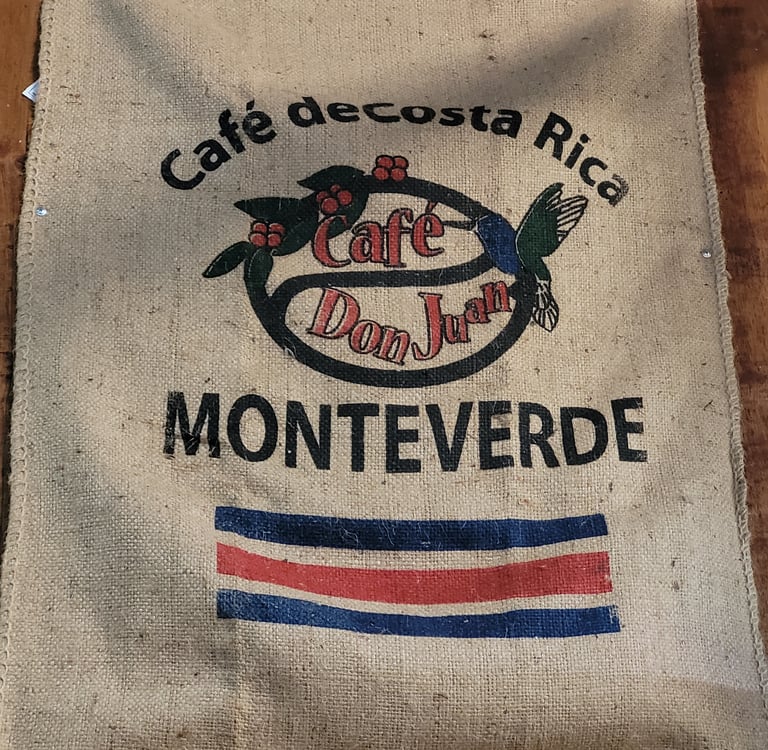 Café decosta Rica
Café
Don Juan
MONTEVERDE